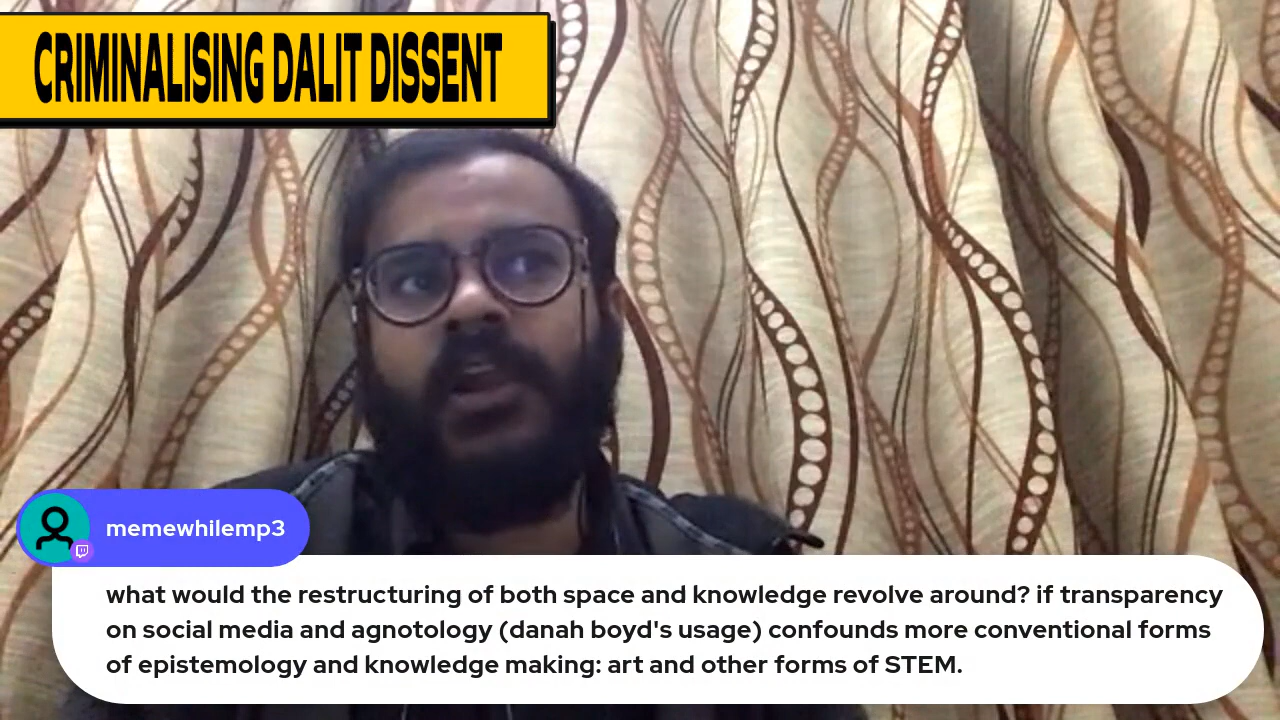 CRIMINALISING DALIT DISSENT
memewhilemp3
what would the restructuring of both space and knowledge revolve around? if transparency
on social media and agnotology (danah boyd's usage) confounds more conventional forms
of epistemology and knowledge making: art and other forms of STEM.